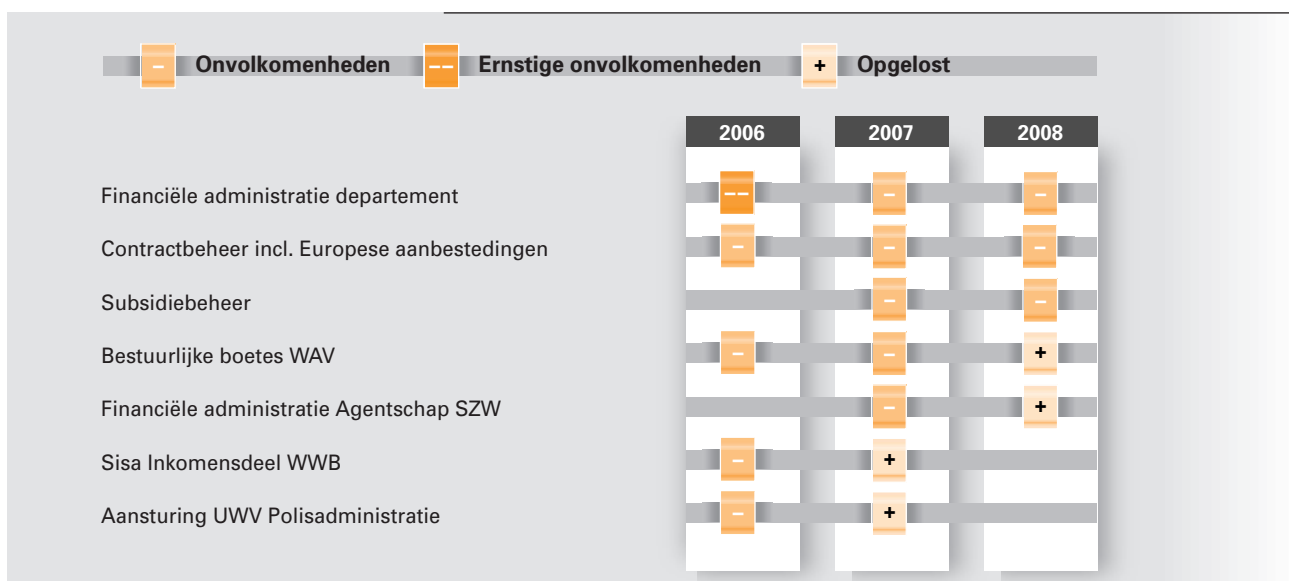 – Onvolkomenheden –– Ernstige onvolkomenheden + Opgelost
2006 2007 2008
Financiële administratie departement –– – –
Contractbeheer incl. Europese aanbestedingen – – –
Subsidiebeheer – –
Bestuurlijke boetes WAV – – +
Financiële administratie Agentschap SZW – +
Sisa Inkomensdeel WWB – +
Aansturing UWV Polisadministratie – +